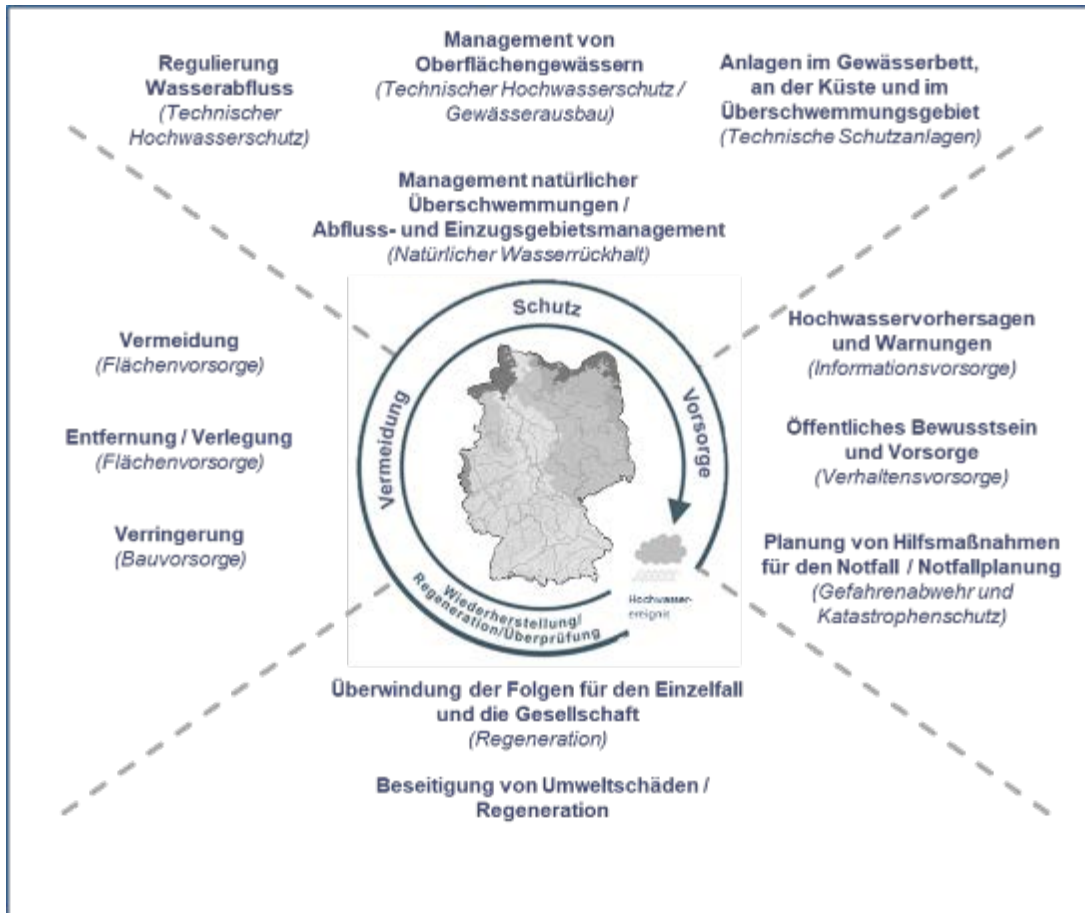 Regulierung
Wasserabfluss
(Technischer
Hochwasserschutz)
Management von
Oberflächengewässern
(Technischer Hochwasserschutz /
Gewässerausbau)
Anlagen im Gewässerbett,
an der Küste und im
Überschwemmungsgebiet
(Technische Schutzanlagen)
Management natürlicher
Überschwemmungen /
Abfluss- und Einzugsgebietsmanagement
(Natürlicher Wasserrückhalt)
Vermeidung
(Flächenvorsorge)
Entfernung / Verlegung
(Flächenvorsorge)
Verringerung
(Bauvorsorge)
Schutz
Vermeidung
Vorsorge
Wiederherstellung/
Regeneration/Überprüfung
Hochwasser-
ereignis
Hochwasservorhersagen
und Warnungen
(Informationsvorsorge)
Öffentliches Bewusstsein
und Vorsorge
(Verhaltensvorsorge)
Planung von Hilfsmaßnahmen
für den Notfall / Notfallplanung
(Gefahrenabwehr und
Katastrophenschutz)
Überwindung der Folgen für den Einzelfall
und die Gesellschaft
(Regeneration)
Beseitigung von Umweltschäden /
Regeneration